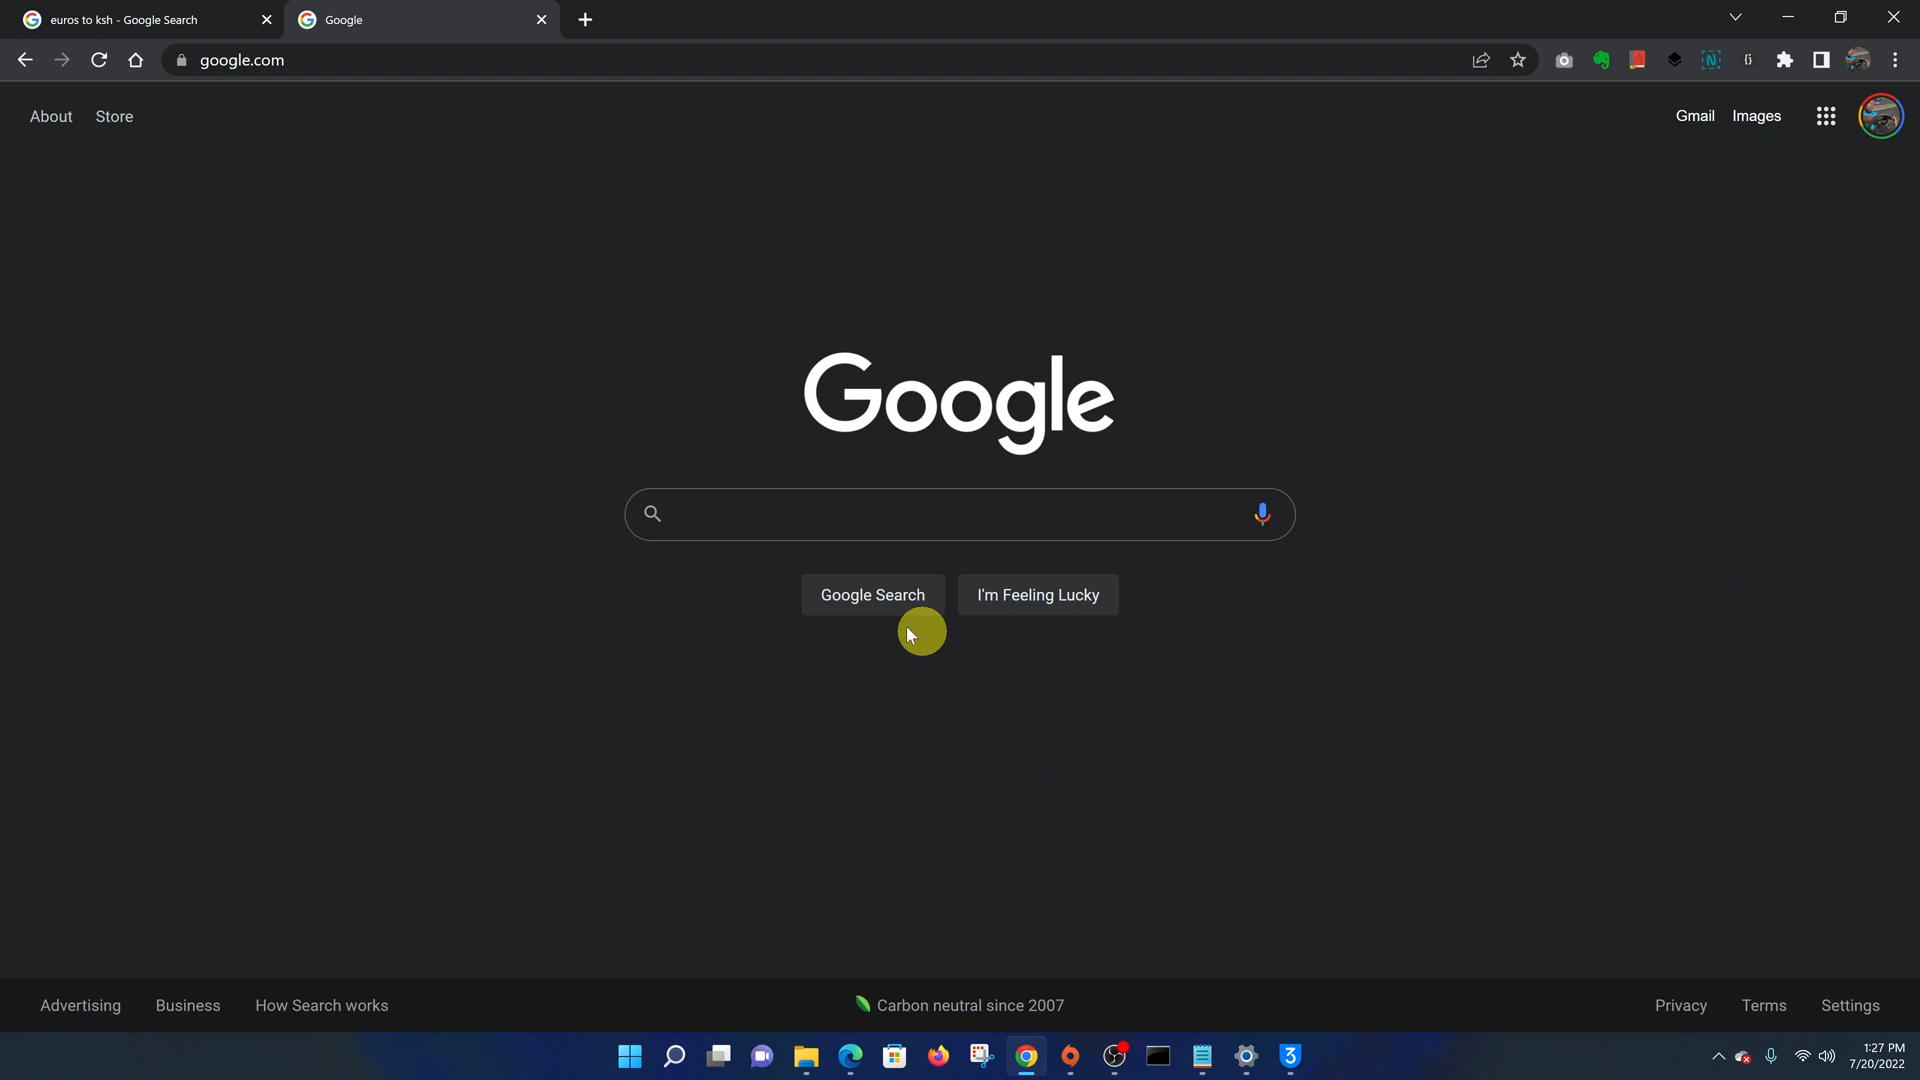 euros to ksh - Google Search
Google
google.com
About
Store
Gmail
Images
Google
Google Search
I'm Feeling Lucky
Advertising
Business
How Search works
Carbon neutral since 2007
Privacy
Terms
Settings
1:27 PM
7/20/2022